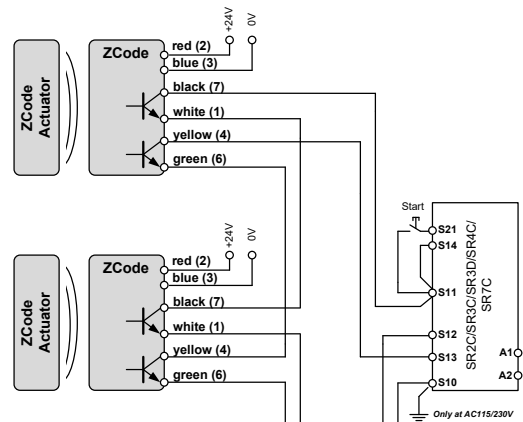 ZCode
Actuator
ZCode
red (2)
blue (3)
black (7)
white (1)
yellow (4)
green (6)
+24V
0V
ZCode
Actuator
ZCode
red (2)
blue (3)
black (7)
white (1)
yellow (4)
green (6)
+24V
0V
Start
S21
S14
S11
S12
S13
S10
SR2C/SR3C/SR3D/SR4C/
SR7C
A1
A2
Only at AC115/230V